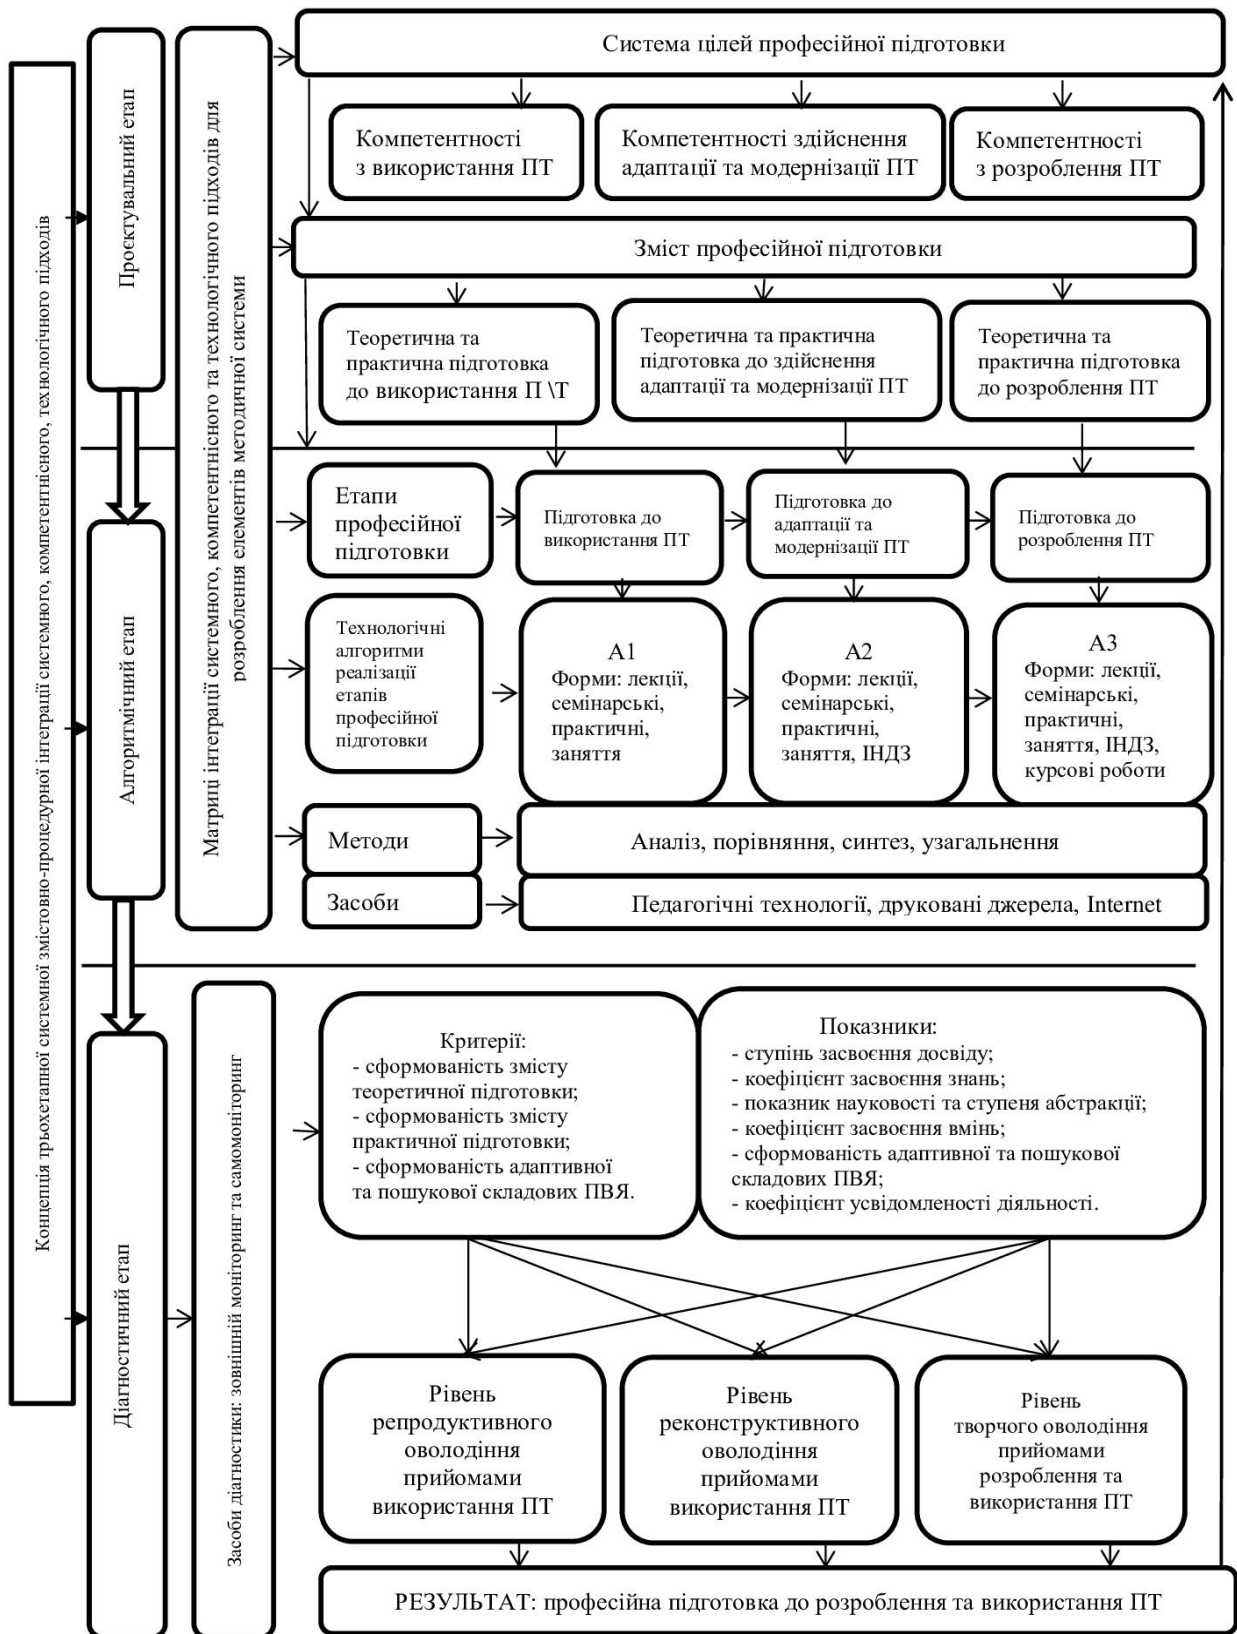 Концепція трьохетапної системної змістовно-процедурної інтеграції системного, компетентнісного, технологічного підходів
Проєктувальний етап
Матриці інтеграції системного, компетентнісного та технологічного підходів для
розроблення елементів методичної системи
Система цілей професійної підготовки
Компетентності
з використання ПТ
Компетентності здійснення
адаптації та модернізації ПТ
Компетентності
з розроблення ПТ
Зміст професійної підготовки
Теоретична та
практична підготовка
до використання П \Т
Теоретична та практична
підготовка до здійснення
адаптації та модернізації ПТ
Теоретична та
практична підготовка
до розроблення ПТ
Алгоритмічний етап
Етапи
професійної
підготовки
Підготовка до
використання ПТ
Підготовка до
адаптації та
модернізації ПТ
Підготовка до
розроблення ПТ
Технологічні
алгоритми
реалізації
етапів
професійної
підготовки
А1
Форми: лекції,
семінарські,
практичні,
заняття
А2
Форми: лекції,
семінарські,
практичні,
заняття, ІНДЗ
А3
Форми: лекції,
семінарські,
практичні,
заняття, ІНДЗ,
курсові роботи
Методи
Аналіз, порівняння, синтез, узагальнення
Засоби
Педагогічні технології, друковані джерела, Internet
Діагностичний етап
Засоби діагностики: зовнішній моніторинг та самомоніторинг
Критерії:
- сформованість змісту
теоретичної підготовки;
- сформованість змісту
практичної підготовки;
- сформованість адаптивної
та пошукової складових ПВЯ.
Показники:
- ступінь засвоєння досвіду;
- коефіцієнт засвоєння знань;
- показник науковості та ступеня абстракції;
- коефіцієнт засвоєння вмінь;
- сформованість адаптивної та пошукової
складових ПВЯ;
- коефіцієнт усвідомленості діяльності.
Рівень
репродуктивного
оволодіння
прийомами
використання ПТ
Рівень
реконструктивного
оволодіння
прийомами
використання ПТ
Рівень
творчого оволодіння
прийомами
розроблення та
використання ПТ
РЕЗУЛЬТАТ: професійна підготовка до розроблення та використання ПТ